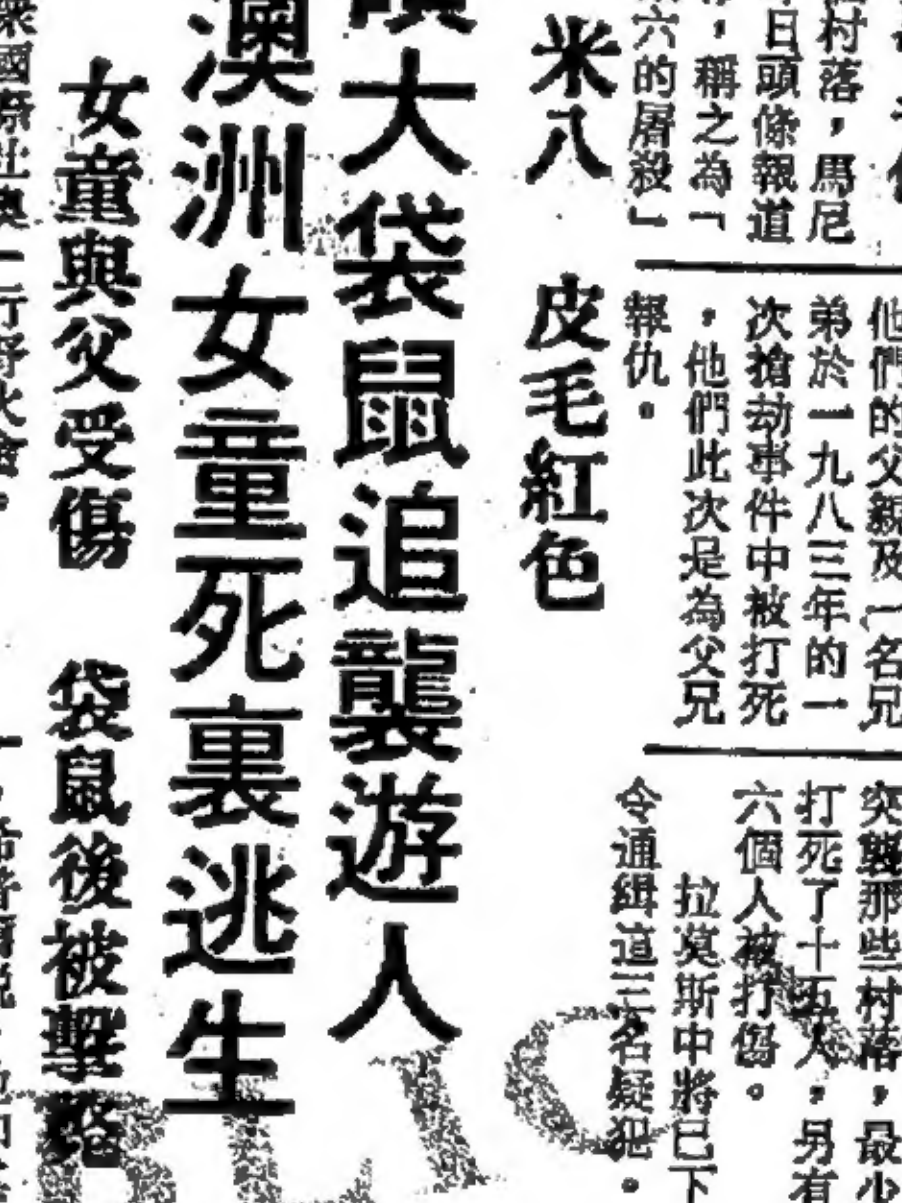 村落，馬尼
日頭條報道
，稱之為「
六的屠殺」
他們的父親及一名兄
弟於一九八三年的一
次搶劫事件中被打死
，他們此次是為父兄
報仇。
突襲那些村落，最小
打死了十五人，另有
六個人被打傷。
拉莫斯中將已下
令通緝這三名疑犯。
米八 皮毛紅色
大袋鼠追襲遊人
澳洲女童死裏逃生
女童與父受傷 袋鼠後被擊斃